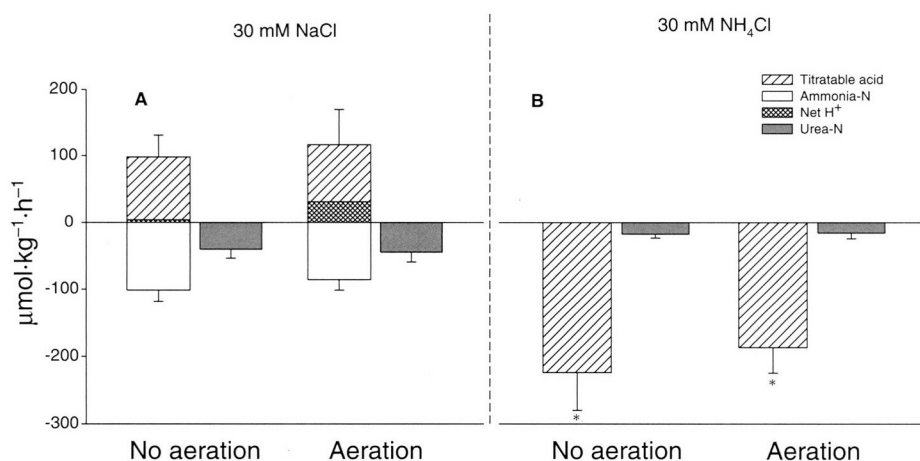 30 mM NaCl
30 mM NH₄Cl
A
B
Titratable acid
Ammonia-N
Net H⁺
Urea-N
μmol·kg⁻¹·h⁻¹
200
100
0
-100
-200
-300
*
*
No aeration
Aeration
No aeration
Aeration